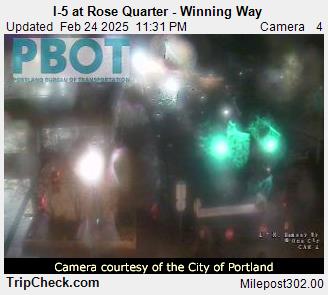 I-5 at Rose Quarter - Winning Way
Updated Feb 24 2025 11:31 PM Camera 4
PBOT
PORTLAND BUREAU OF TRANSPORTATION
Camera courtesy of the City of Portland
TripCheck.com Milepost302.00